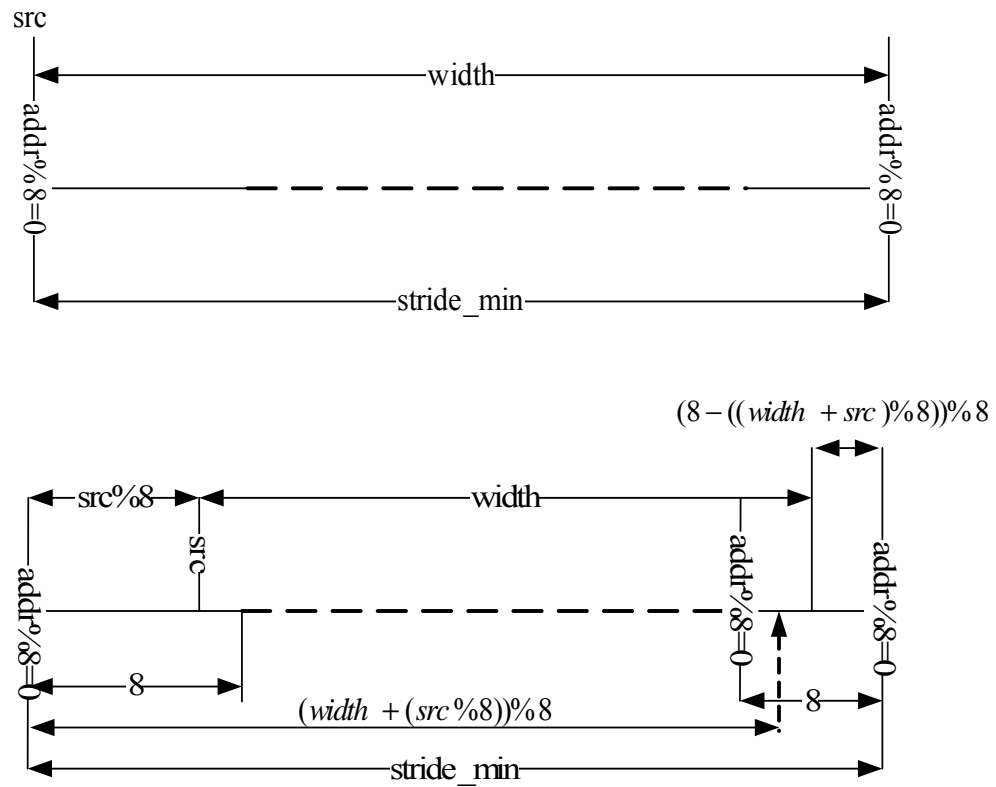 src
width
addr%8=0
addr%8=0
stride_min
(8 − ((width + src)%8))%8
src%8
width
src
addr%8=0
addr%8=0
addr%8=0
8
8
(width + (src%8))%8
stride_min